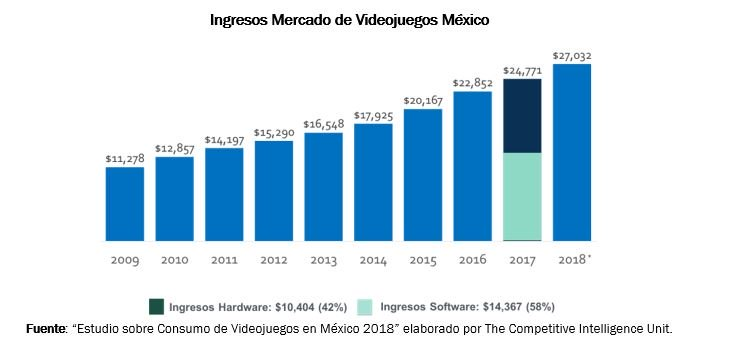 Ingresos Mercado de Videojuegos México
$11,278
$12,857
$14,197
$15,290
$16,548
$17,925
$20,167
$22,852
$24,771
$27,032
2009 2010 2011 2012 2013 2014 2015 2016 2017 2018*
Ingresos Hardware: $10,404 (42%) Ingresos Software: $14,367 (58%)
Fuente: “Estudio sobre Consumo de Videojuegos en México 2018” elaborado por The Competitive Intelligence Unit.